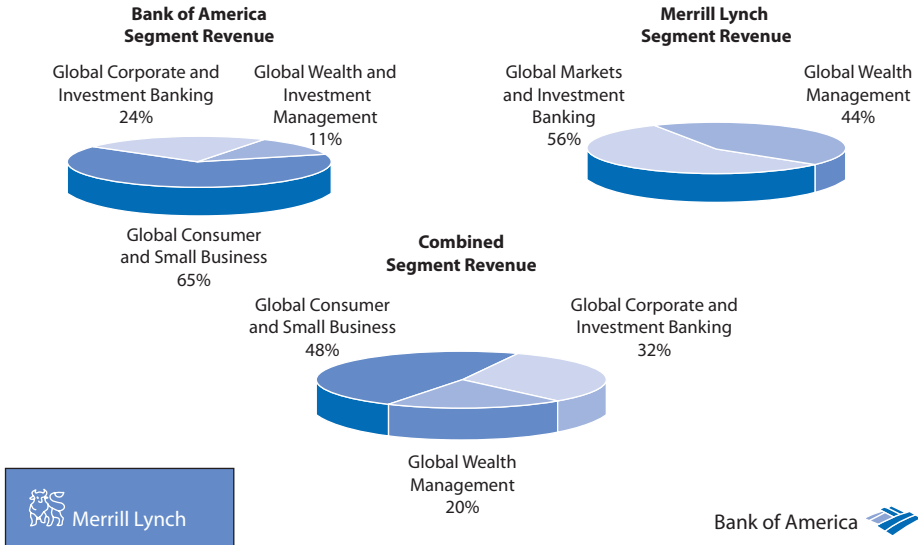 Bank of America
Segment Revenue
Global Corporate and
Investment Banking
24%
Global Wealth and
Investment
Management
11%
Global Consumer
and Small Business
65%
Merrill Lynch
Segment Revenue
Global Markets
and Investment
Banking
56%
Global Wealth
Management
44%
Combined
Segment Revenue
Global Consumer
and Small Business
48%
Global Corporate and
Investment Banking
32%
Global Wealth
Management
20%
Merrill Lynch
Bank of America